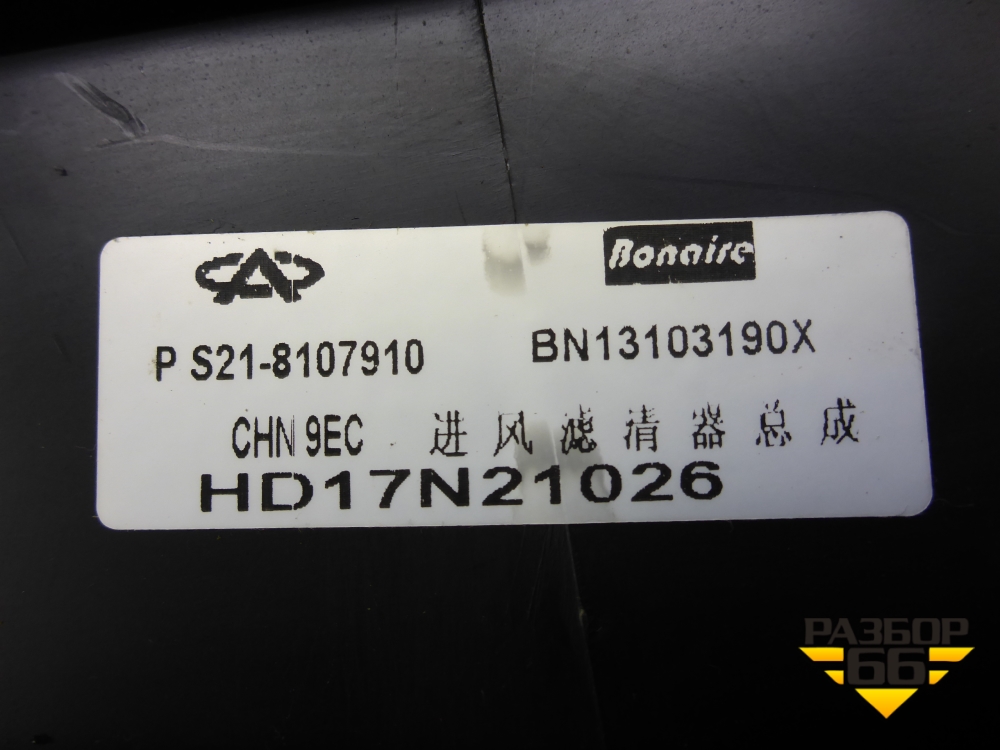 Bonaire
P S21-8107910 BN13103190X
CHN 9EC 进风滤清器总成
HD17N21026
РАЗБОР
66